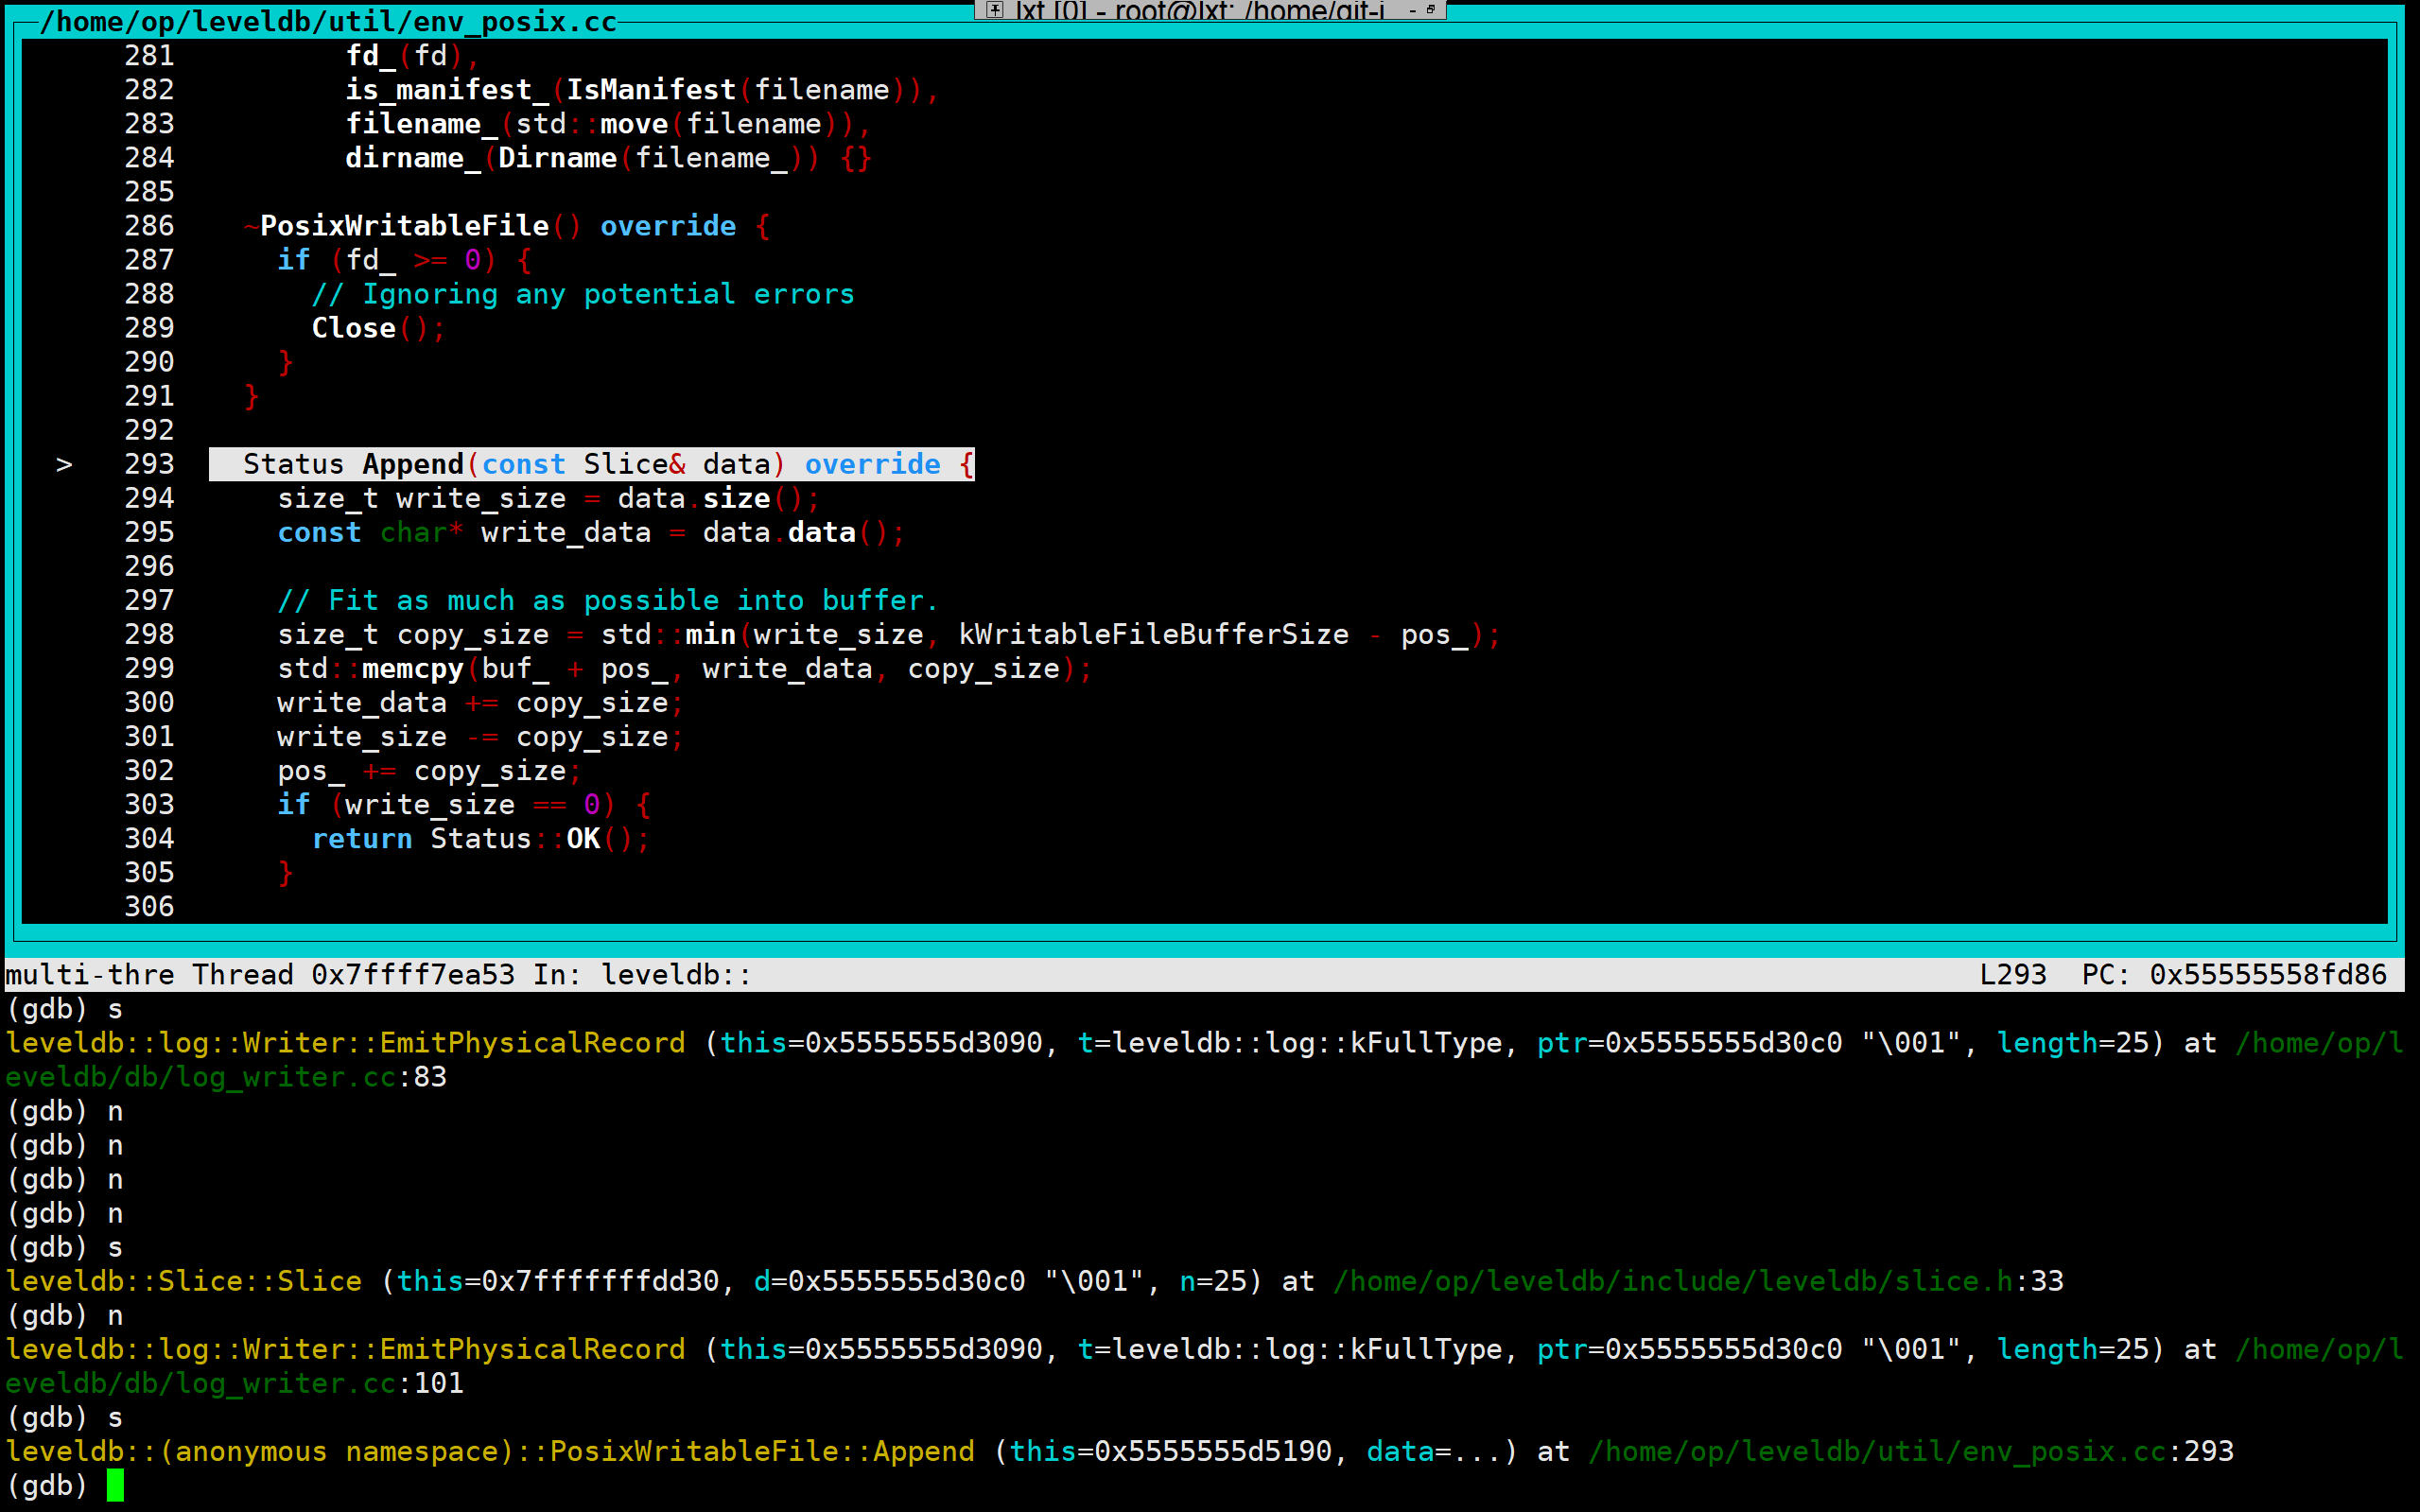 lxt [0] - root@lxt: /home/git-i
/home/op/leveldb/util/env_posix.cc
281 fd_(fd),
282 is_manifest_(IsManifest(filename)),
283 filename_(std::move(filename)),
284 dirname_(Dirname(filename_)) {}
285
286 ~PosixWritableFile() override {
287 if (fd_ >= 0) {
288 // Ignoring any potential errors
289 Close();
290 }
291 }
292
> 293 Status Append(const Slice& data) override {
294 size_t write_size = data.size();
295 const char* write_data = data.data();
296
297 // Fit as much as possible into buffer.
298 size_t copy_size = std::min(write_size, kWritableFileBufferSize - pos_);
299 std::memcpy(buf_ + pos_, write_data, copy_size);
300 write_data += copy_size;
301 write_size -= copy_size;
302 pos_ += copy_size;
303 if (write_size == 0) {
304 return Status::OK();
305 }
306
multi-thre Thread 0x7ffff7ea53 In: leveldb:: L293 PC: 0x55555558fd86
(gdb) s
leveldb::log::Writer::EmitPhysicalRecord (this=0x5555555d3090, t=leveldb::log::kFullType, ptr=0x5555555d30c0 "\001", length=25) at /home/op/l
eveldb/db/log_writer.cc:83
(gdb) n
(gdb) n
(gdb) n
(gdb) n
(gdb) s
leveldb::Slice::Slice (this=0x7fffffffdd30, d=0x5555555d30c0 "\001", n=25) at /home/op/leveldb/include/leveldb/slice.h:33
(gdb) n
leveldb::log::Writer::EmitPhysicalRecord (this=0x5555555d3090, t=leveldb::log::kFullType, ptr=0x5555555d30c0 "\001", length=25) at /home/op/l
eveldb/db/log_writer.cc:101
(gdb) s
leveldb::(anonymous namespace)::PosixWritableFile::Append (this=0x5555555d5190, data=...) at /home/op/leveldb/util/env_posix.cc:293
(gdb)